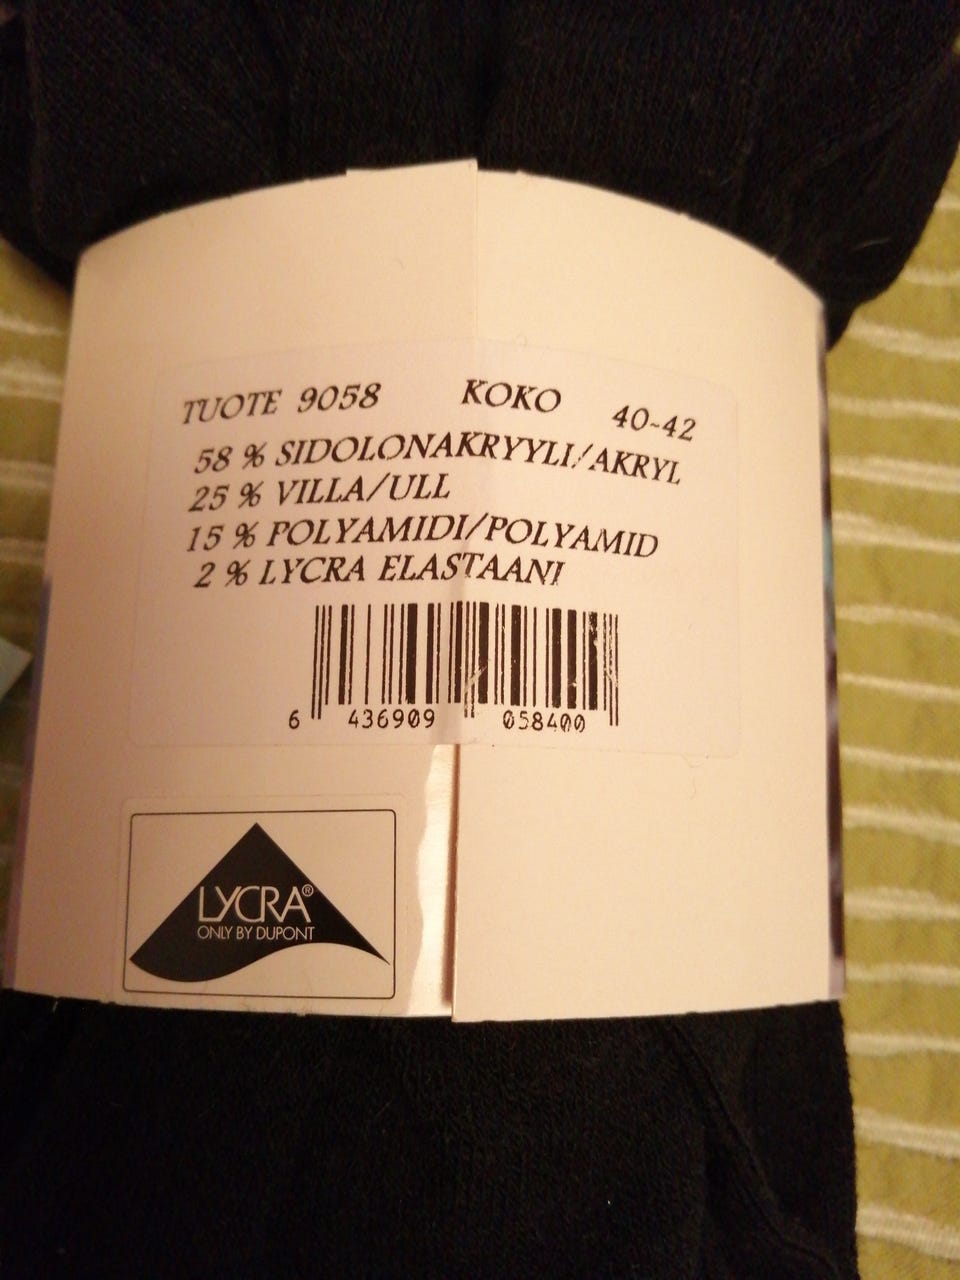 TUOTE 9058 KOKO 40-42
58 % SIDOLONAKRYYLI/AKRYL
25 % VILLA/ULL
15 % POLYAMIDI/POLYAMID
2 % LYCRA ELASTAANI
6 436909 058400
LYCRA®
ONLY BY DUPONT